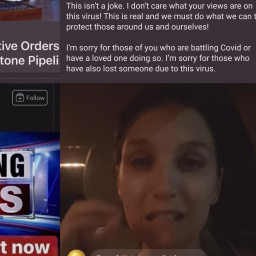 This isn't a joke. I don't care what your views are on
this virus! This is real and we must do what we can t
protect those around us and ourselves!
I'm sorry for those of you who are battling Covid or
have a loved one doing so. I'm sorry for those who
have also lost someone due to this virus.
tive Orders
tone Pipeli
Follow
NG
S
t now